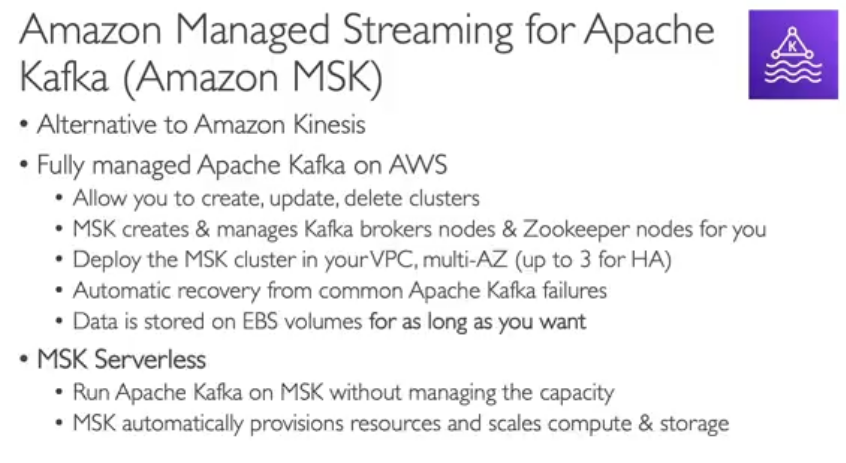 Amazon Managed Streaming for Apache
Kafka (Amazon MSK)
K
• Alternative to Amazon Kinesis
• Fully managed Apache Kafka on AWS
• Allow you to create, update, delete clusters
• MSK creates & manages Kafka brokers nodes & Zookeeper nodes for you
• Deploy the MSK cluster in your VPC, multi-AZ (up to 3 for HA)
• Automatic recovery from common Apache Kafka failures
• Data is stored on EBS volumes for as long as you want
• MSK Serverless
• Run Apache Kafka on MSK without managing the capacity
• MSK automatically provisions resources and scales compute & storage